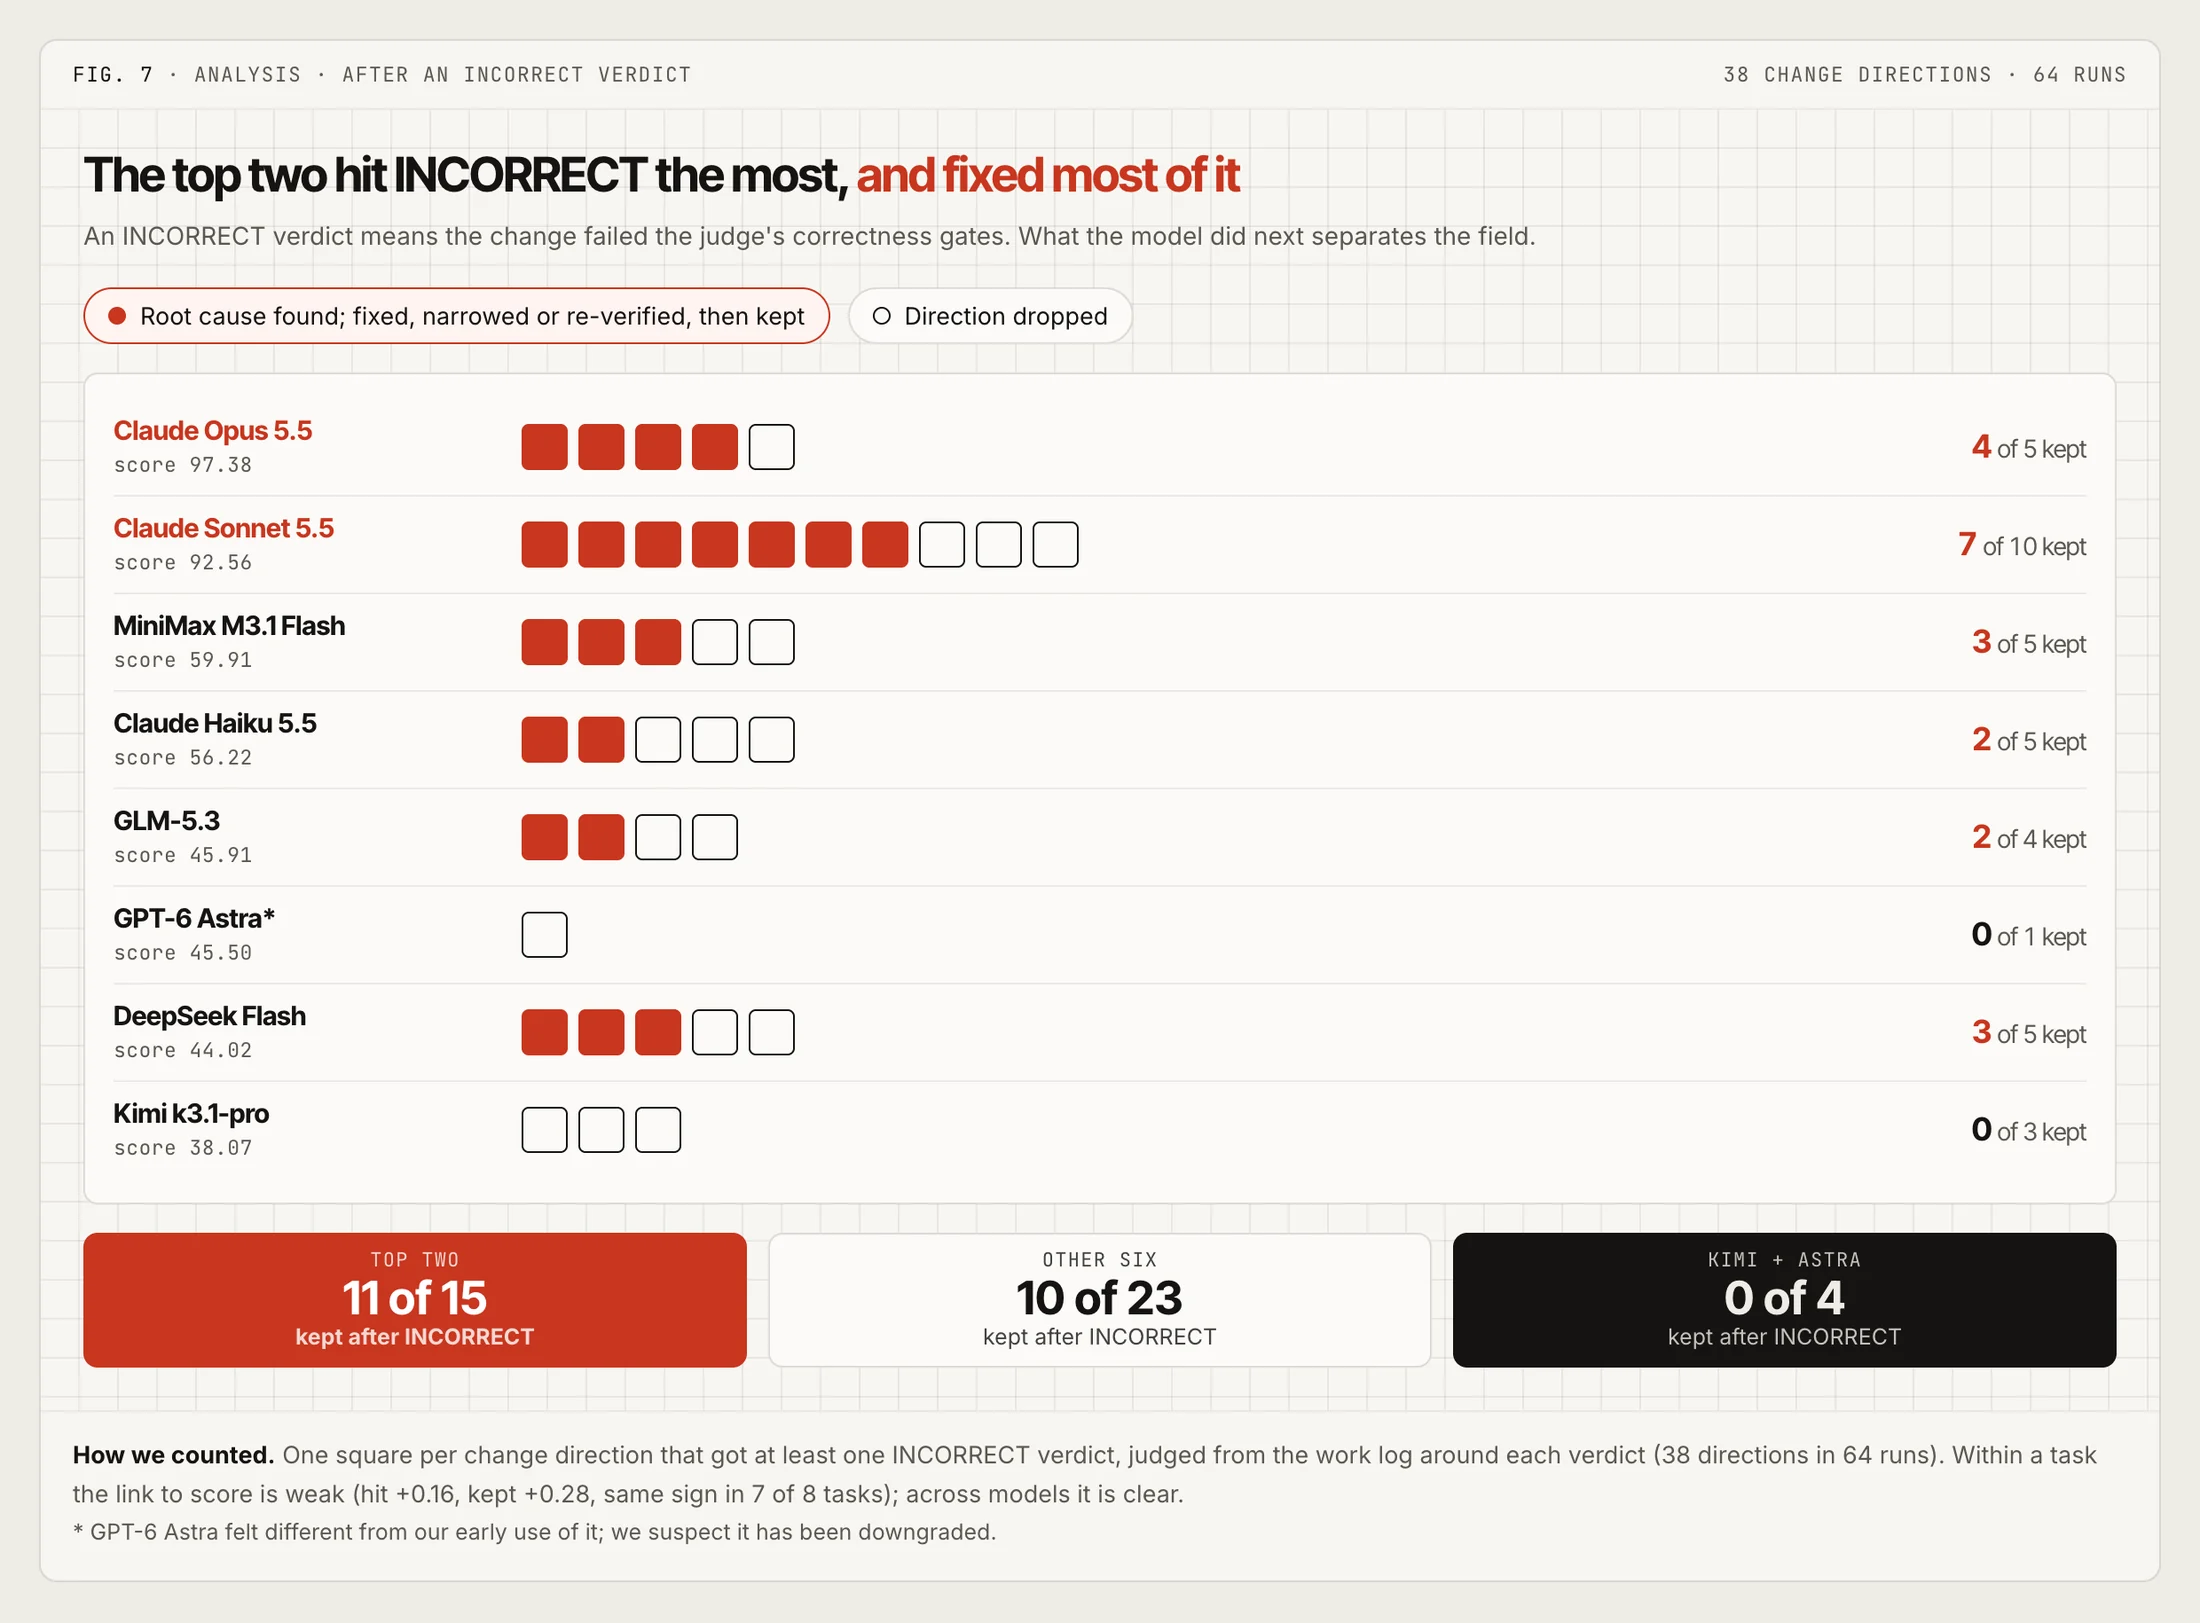 FIG. 7 · ANALYSIS · AFTER AN INCORRECT VERDICT
38 CHANGE DIRECTIONS · 64 RUNS
The top two hit INCORRECT the most, and fixed most of it
An INCORRECT verdict means the change failed the judge's correctness gates. What the model did next separates the field.
Root cause found; fixed, narrowed or re-verified, then kept
Direction dropped
Claude Opus 5.5
score 97.38
4 of 5 kept
Claude Sonnet 5.5
score 92.56
7 of 10 kept
MiniMax M3.1 Flash
score 59.91
3 of 5 kept
Claude Haiku 5.5
score 56.22
2 of 5 kept
GLM-5.3
score 45.91
2 of 4 kept
GPT-6 Astra*
score 45.50
0 of 1 kept
DeepSeek Flash
score 44.02
3 of 5 kept
Kimi k3.1-pro
score 38.07
0 of 3 kept
TOP TWO
11 of 15
kept after INCORRECT
OTHER SIX
10 of 23
kept after INCORRECT
KIMI + ASTRA
0 of 4
kept after INCORRECT
How we counted. One square per change direction that got at least one INCORRECT verdict, judged from the work log around each verdict (38 directions in 64 runs). Within a task
the link to score is weak (hit +0.16, kept +0.28, same sign in 7 of 8 tasks); across models it is clear.
* GPT-6 Astra felt different from our early use of it; we suspect it has been downgraded.